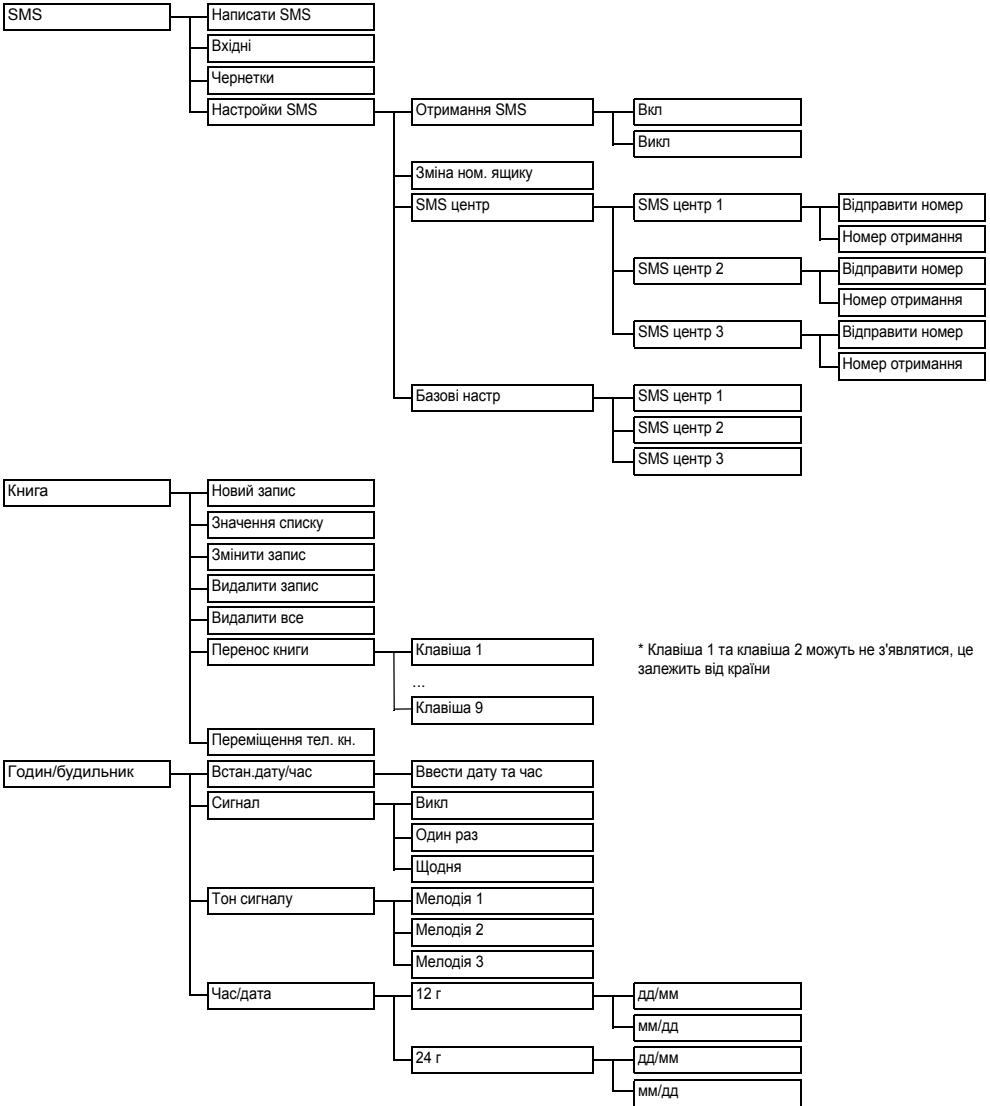 SMS
Написати SMS
Вхідні
Чернетки
Настройки SMS
Отримання SMS
Вкл
Викл
Зміна ном. ящику
SMS центр
SMS центр 1
Відправити номер
Номер отримання
SMS центр 2
Відправити номер
Номер отримання
SMS центр 3
Відправити номер
Номер отримання
Базові настр
SMS центр 1
SMS центр 2
SMS центр 3
Книга
Новий запис
Значення списку
Змінити запис
Видалити запис
Видалити все
Перенос книги
Клавіша 1
* Клавіша 1 та клавіша 2 можуть не з'являтися, це
залежить від країни
...
Клавіша 9
Переміщення тел. кн.
Годин/будильник
Встан.дату/час
Ввести дату та час
Сигнал
Викл
Один раз
Щодня
Тон сигналу
Мелодія 1
Мелодія 2
Мелодія 3
Час/дата
12 г
дд/мм
мм/дд
24 г
дд/мм
мм/дд